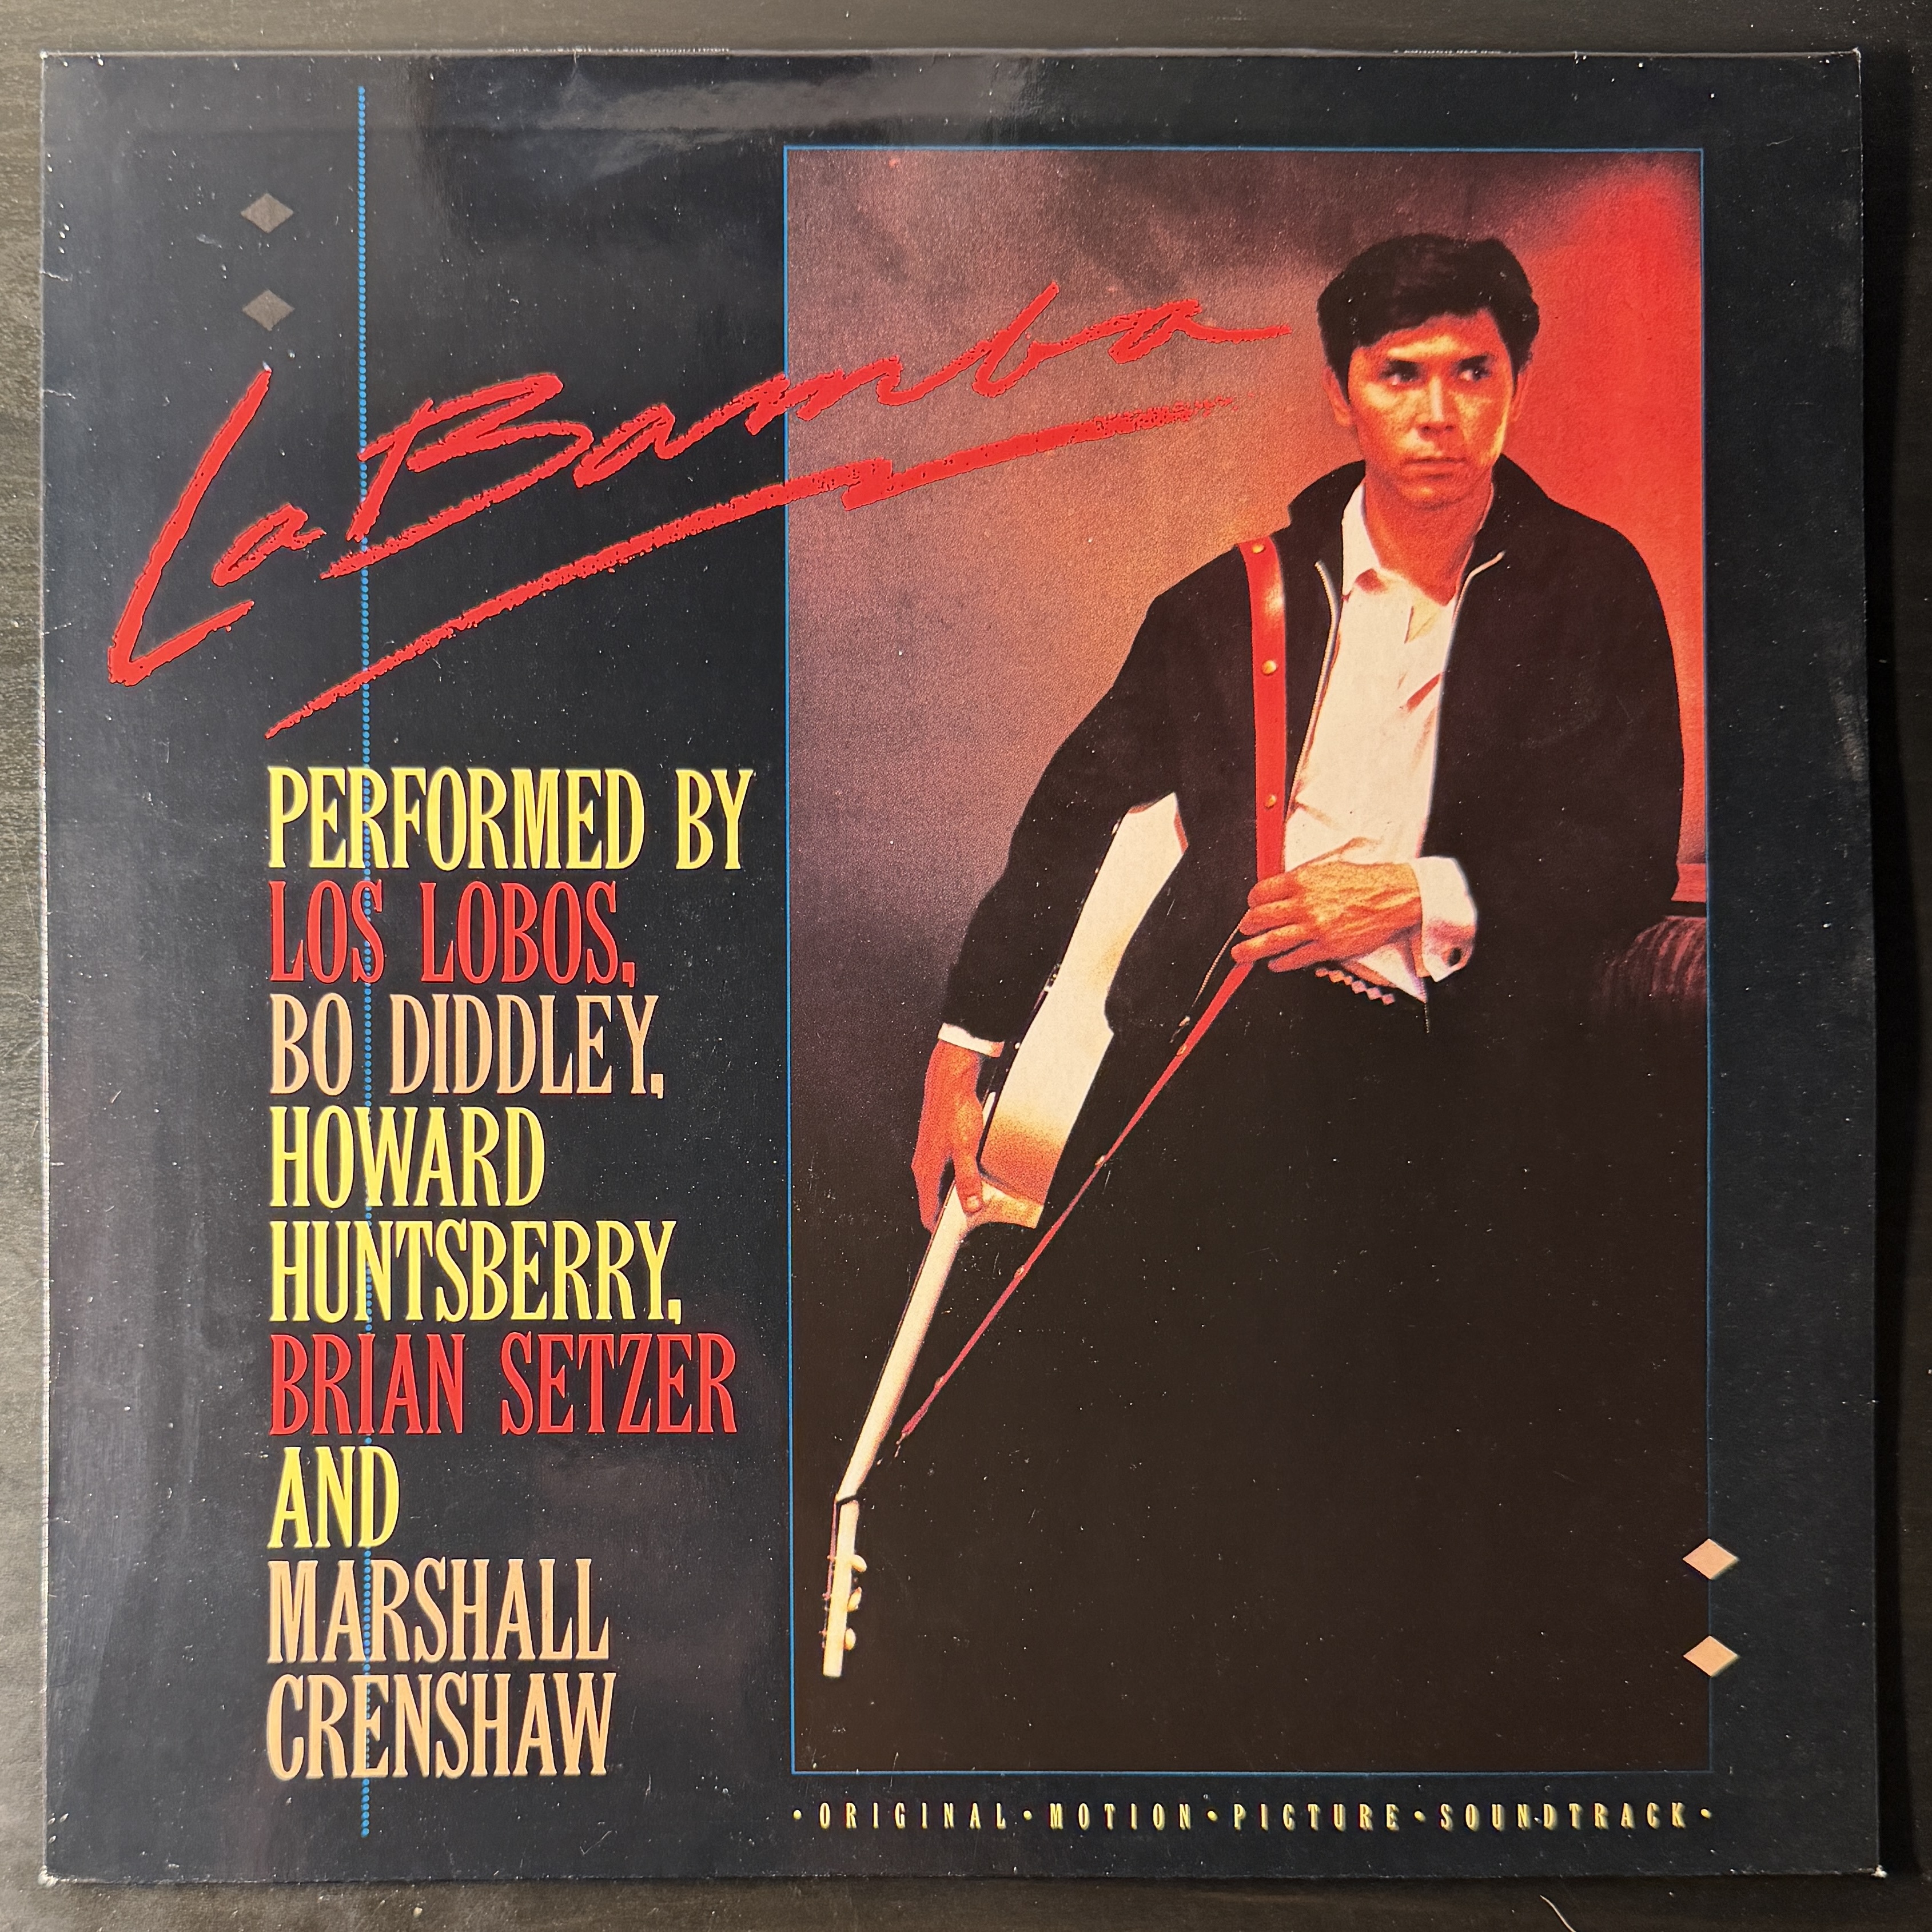 La Bamba
PERFORMED BY
LOS LOBOS,
BO DIDDLEY,
HOWARD
HUNTSBERRY,
BRIAN SETZER
AND
MARSHALL
CRENSHAW
•ORIGINAL•MOTION•PICTURE•SOUNDTRACK•